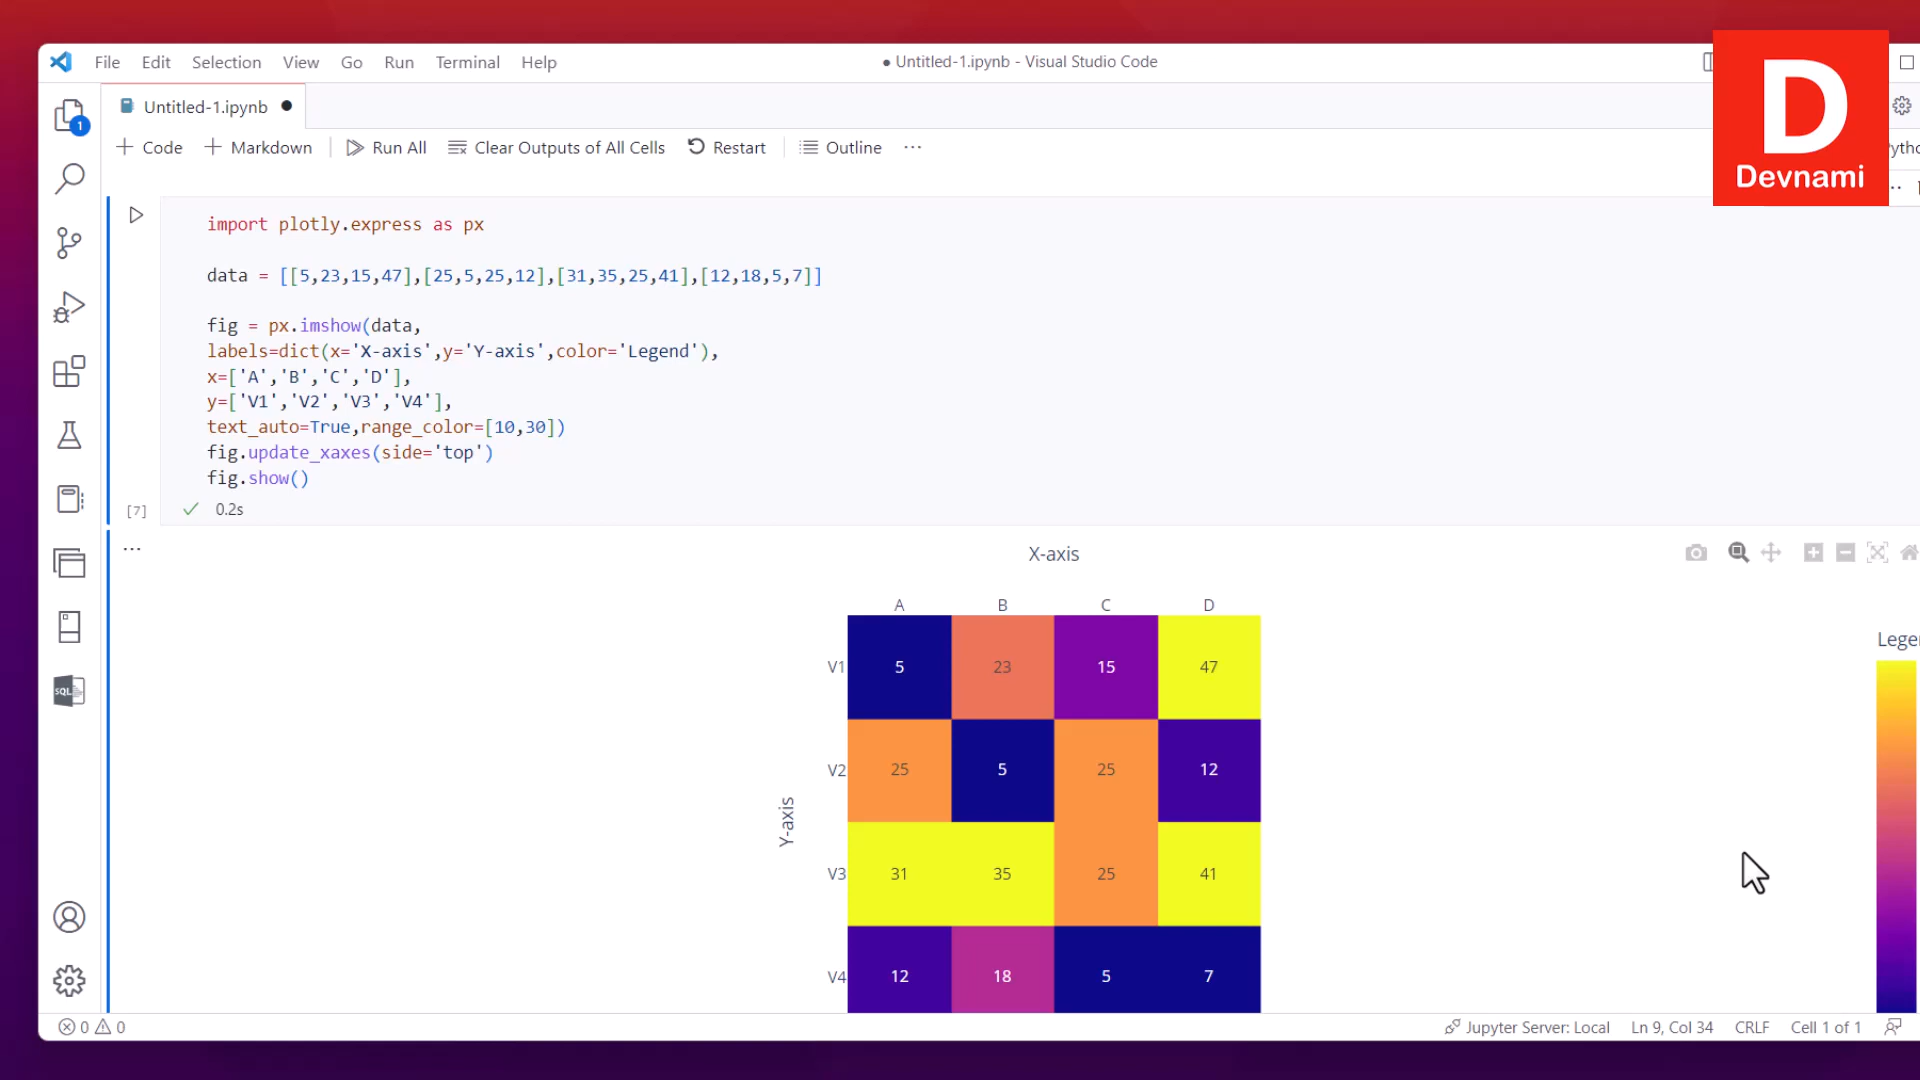 File Edit Selection View Go Run Terminal Help
● Untitled-1.ipynb - Visual Studio Code
D
Devnami
1
Untitled-1.ipynb ●
+ Code + Markdown Run All Clear Outputs of All Cells Restart Outline ···
import plotly.express as px
data = [[5,23,15,47],[25,5,25,12],[31,35,25,41],[12,18,5,7]]
fig = px.imshow(data,
labels=dict(x='X-axis',y='Y-axis',color='Legend'),
x=['A','B','C','D'],
y=['V1','V2','V3','V4'],
text_auto=True,range_color=[10,30])
fig.update_xaxes(side='top')
fig.show()
[7] 0.2s
SQL
X-axis
A B C D
Y-axis
V1 5 23 15 47
V2 25 5 25 12
V3 31 35 25 41
V4 12 18 5 7
0 0
Jupyter Server: Local Ln 9, Col 34 CRLF Cell 1 of 1